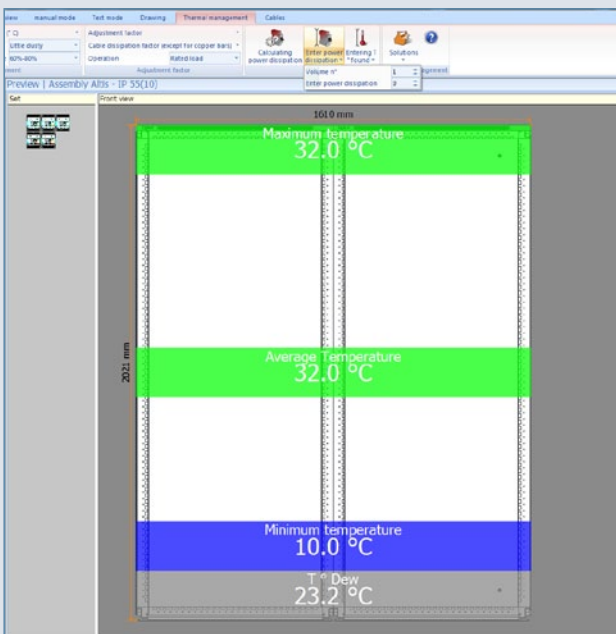 view manual mode Text mode Drawing Thermal management Cables
Adjustment factor
Little dusty Cable dissipation factor (except for copper bars)
60%-80% Operation Rated load
Adjustment factor
Calculating power dissipation
Enter power dissipation
Entering T° found
Solutions
Volume n° 1
Enter power dissipation
Preview | Assembly Altis - IP 55(10)
Set Front view
1610 mm
2021 mm
Maximum temperature
32.0 °C
Average Temperature
32.0 °C
Minimum temperature
10.0 °C
T ° Dew
23.2 °C